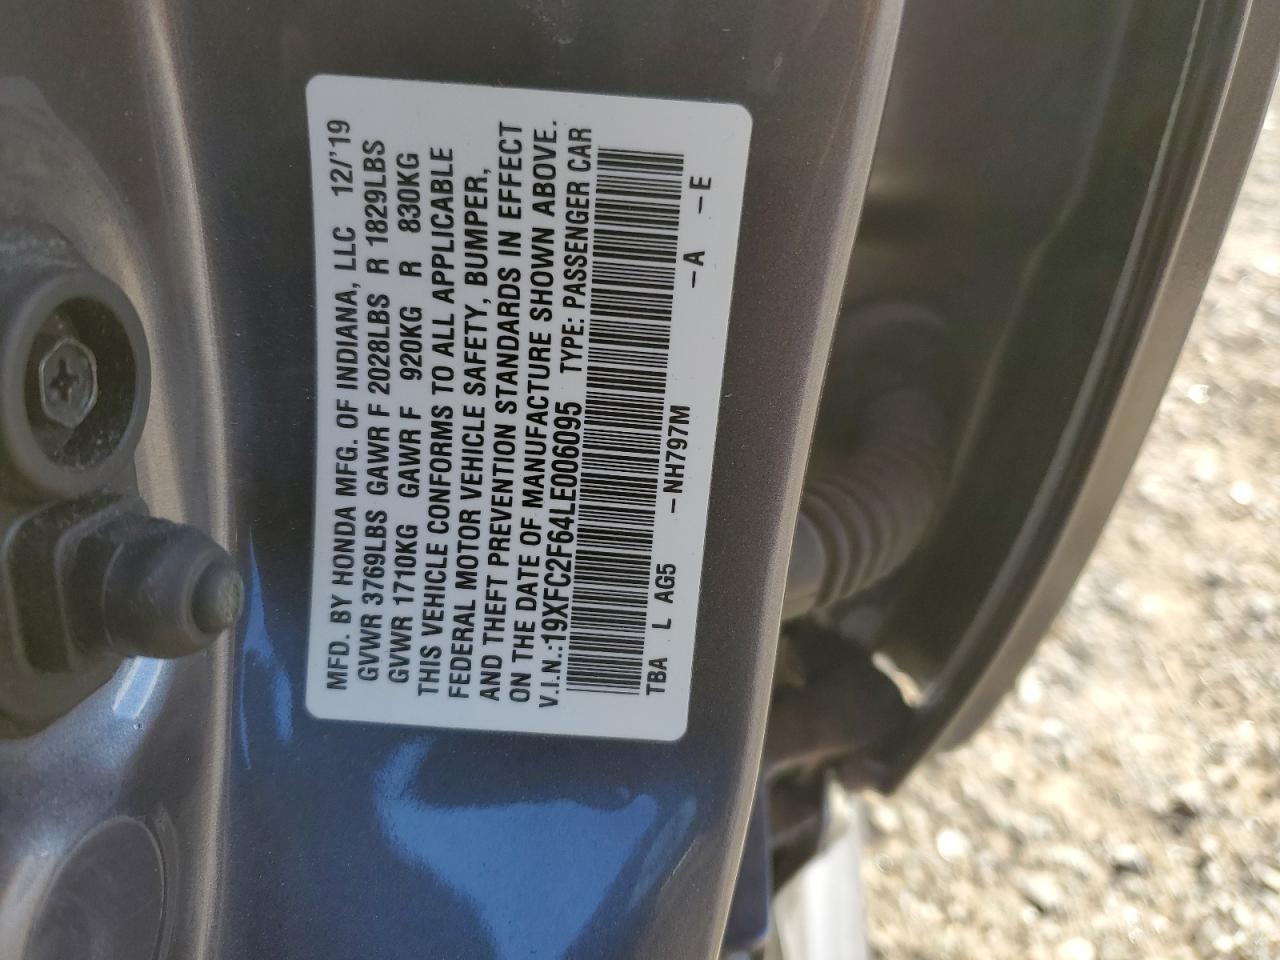 MFD. BY HONDA MFG. OF INDIANA, LLC 12/'19
GVWR 3769LBS GAWR F 2028LBS R 1829LBS
GVWR 1710KG GAWR F 920KG R 830KG
THIS VEHICLE CONFORMS TO ALL APPLICABLE
FEDERAL MOTOR VEHICLE SAFETY, BUMPER,
AND THEFT PREVENTION STANDARDS IN EFFECT
ON THE DATE OF MANUFACTURE SHOWN ABOVE.
V.I.N.:19XFC2F64LE006095 TYPE: PASSENGER CAR
TBA L AG5 -NH797M -A -E